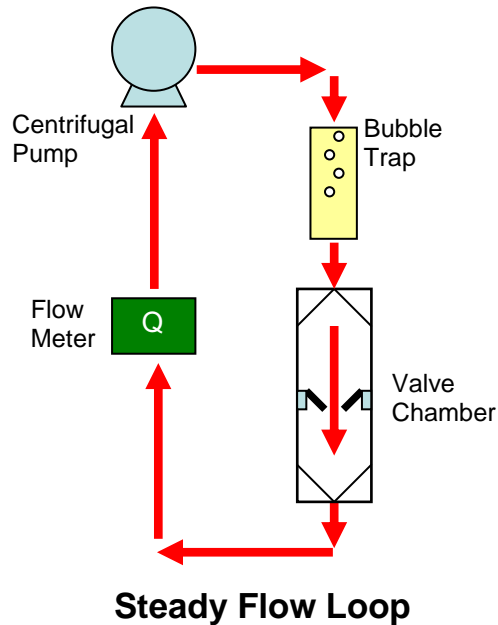 Centrifugal
Pump
Bubble
Trap
Flow
Meter
Q
Valve
Chamber
Steady Flow Loop